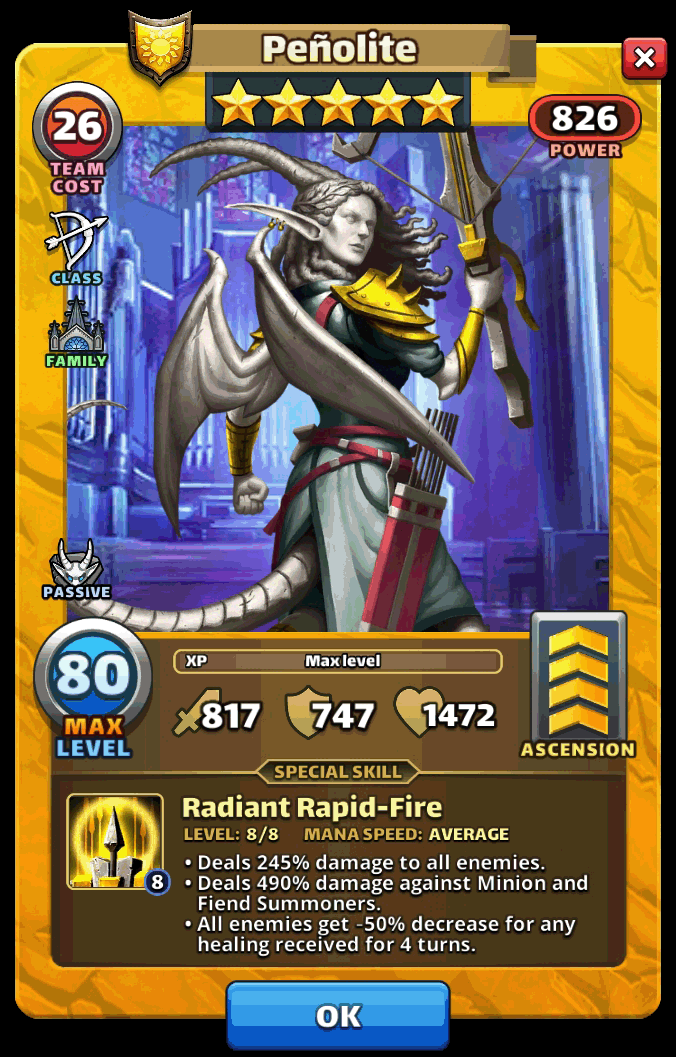 Peñolite
26
TEAM
COST
826
POWER
CLASS
FAMILY
PASSIVE
80
MAX
LEVEL
XP Max level
817 747 1472
ASCENSION
SPECIAL SKILL
Radiant Rapid-Fire
LEVEL: 8/8 MANA SPEED: AVERAGE
8
• Deals 245% damage to all enemies.
• Deals 490% damage against Minion and
Fiend Summoners.
• All enemies get -50% decrease for any
healing received for 4 turns.
OK